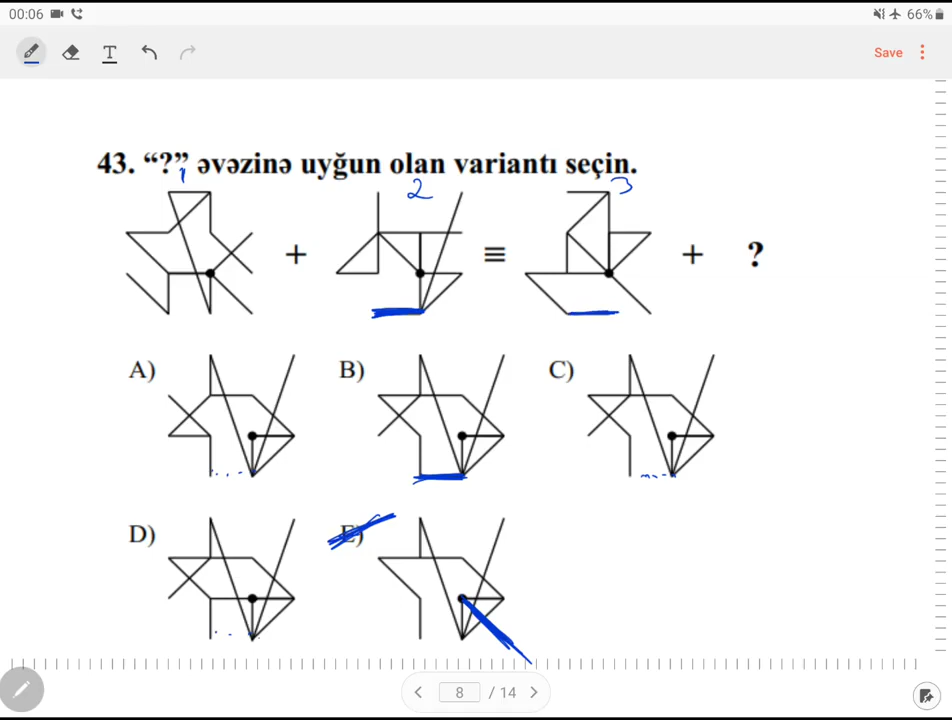 00:06 66%
T Save
43. “?” əvəzinə uyğun olan variantı seçin.
1 2 3
+ ≡ + ?
A) B) C)
D) E)
8 / 14